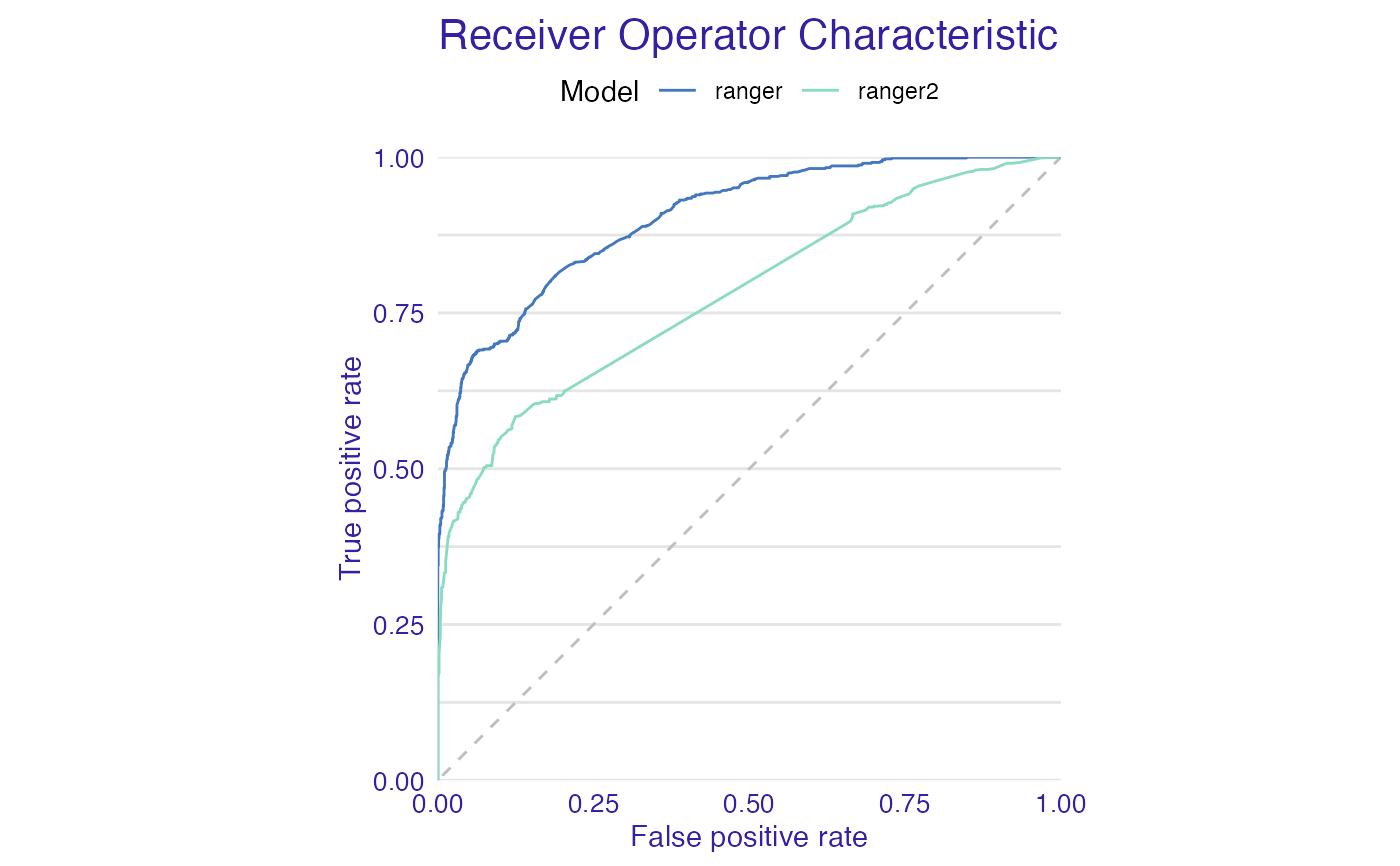 Receiver Operator Characteristic
Model ranger ranger2
1.00
0.75
0.50
0.25
0.00
True positive rate
0.00 0.25 0.50 0.75 1.00
False positive rate